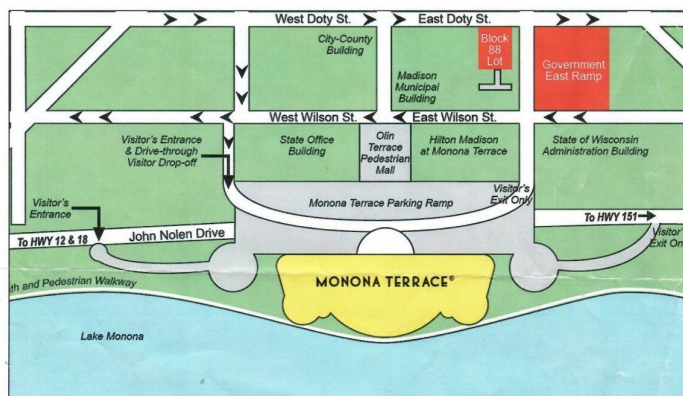 West Doty St.
East Doty St.
City-County
Building
Block
88
Lot
Government
East Ramp
Madison
Municipal
Building
West Wilson St.
East Wilson St.
Visitor's Entrance
& Drive-through
Visitor Drop-off
State Office
Building
Olin
Terrace
Pedestrian
Mall
Hilton Madison
at Monona Terrace
State of Wisconsin
Administration Building
Visitor's
Entrance
Monona Terrace Parking Ramp
Visitor's
Exit Only
To HWY 12 & 18
John Nolen Drive
To HWY 151
Visitor's
Exit On
MONONA TERRACE®
th and Pedestrian Walkway
Lake Monona